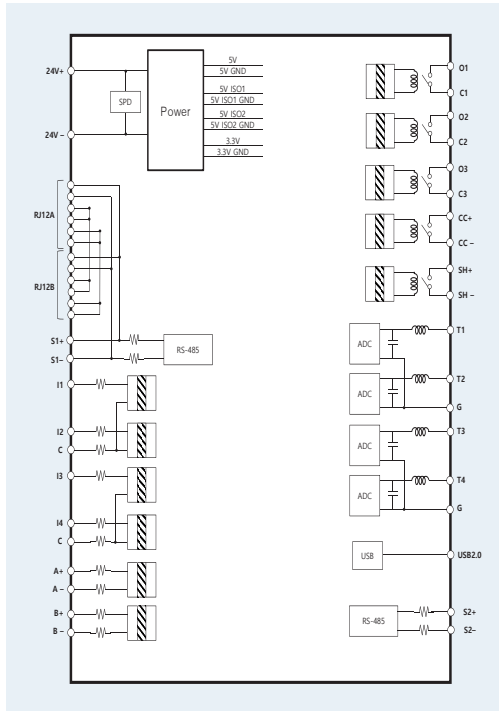 24V+
24V –
SPD
Power
5V
5V GND
5V ISO1
5V ISO1 GND
5V ISO2
5V ISO2 GND
3.3V
3.3V GND
RJ12A
RJ12B
S1+
S1–
RS-485
I1
I2
C
I3
I4
C
A+
A –
B+
B –
O1
C1
O2
C2
O3
C3
CC+
CC –
SH+
SH –
ADC
T1
ADC
T2
G
ADC
T3
ADC
T4
G
USB
USB2.0
RS-485
S2+
S2–